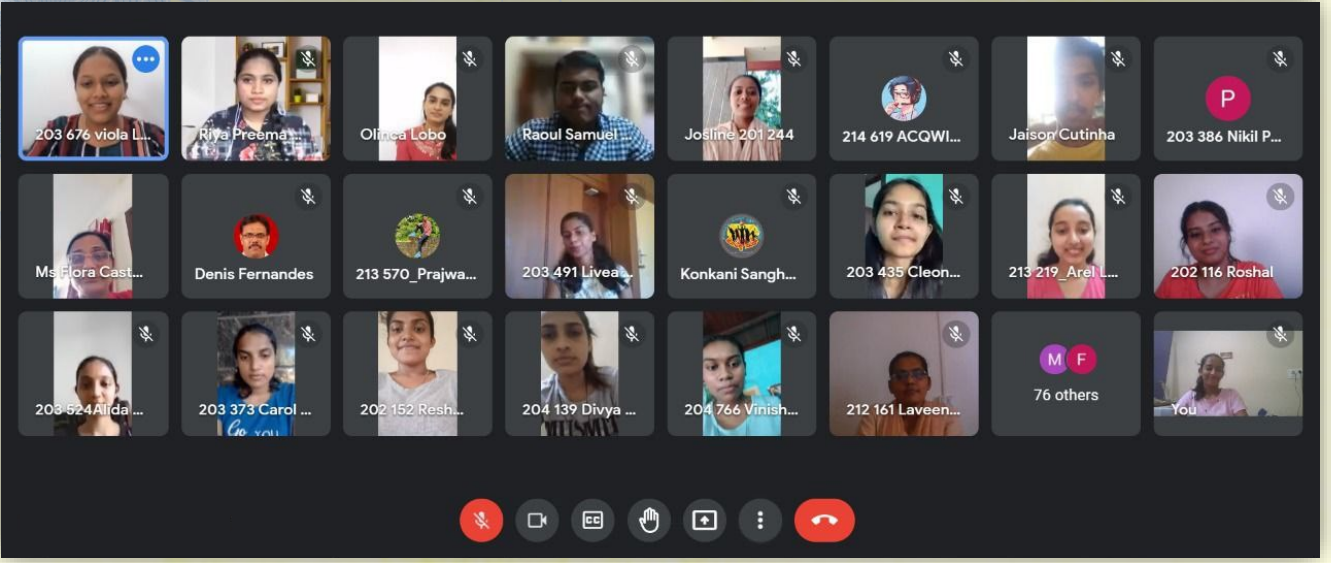 203 676 viola L...
Riya Preema ...
Olinca Lobo
Raoul Samuel ...
Josline 201 244
214 619 ACQWI...
Jaison Cutinha
P
203 386 Nikil P...
Ms Flora Cast...
Denis Fernandes
213 570_Prajwa...
203 491 Livea ...
Konkani Sangh...
203 435 Cleon...
213 219_Arel L...
202 116 Roshal
203 524Alida ...
203 373 Carol ...
Go YOU
202 152 Resh...
204 139 Divya ...
204 766 Vinish...
212 161 Laveen...
M F
76 others
You
CC